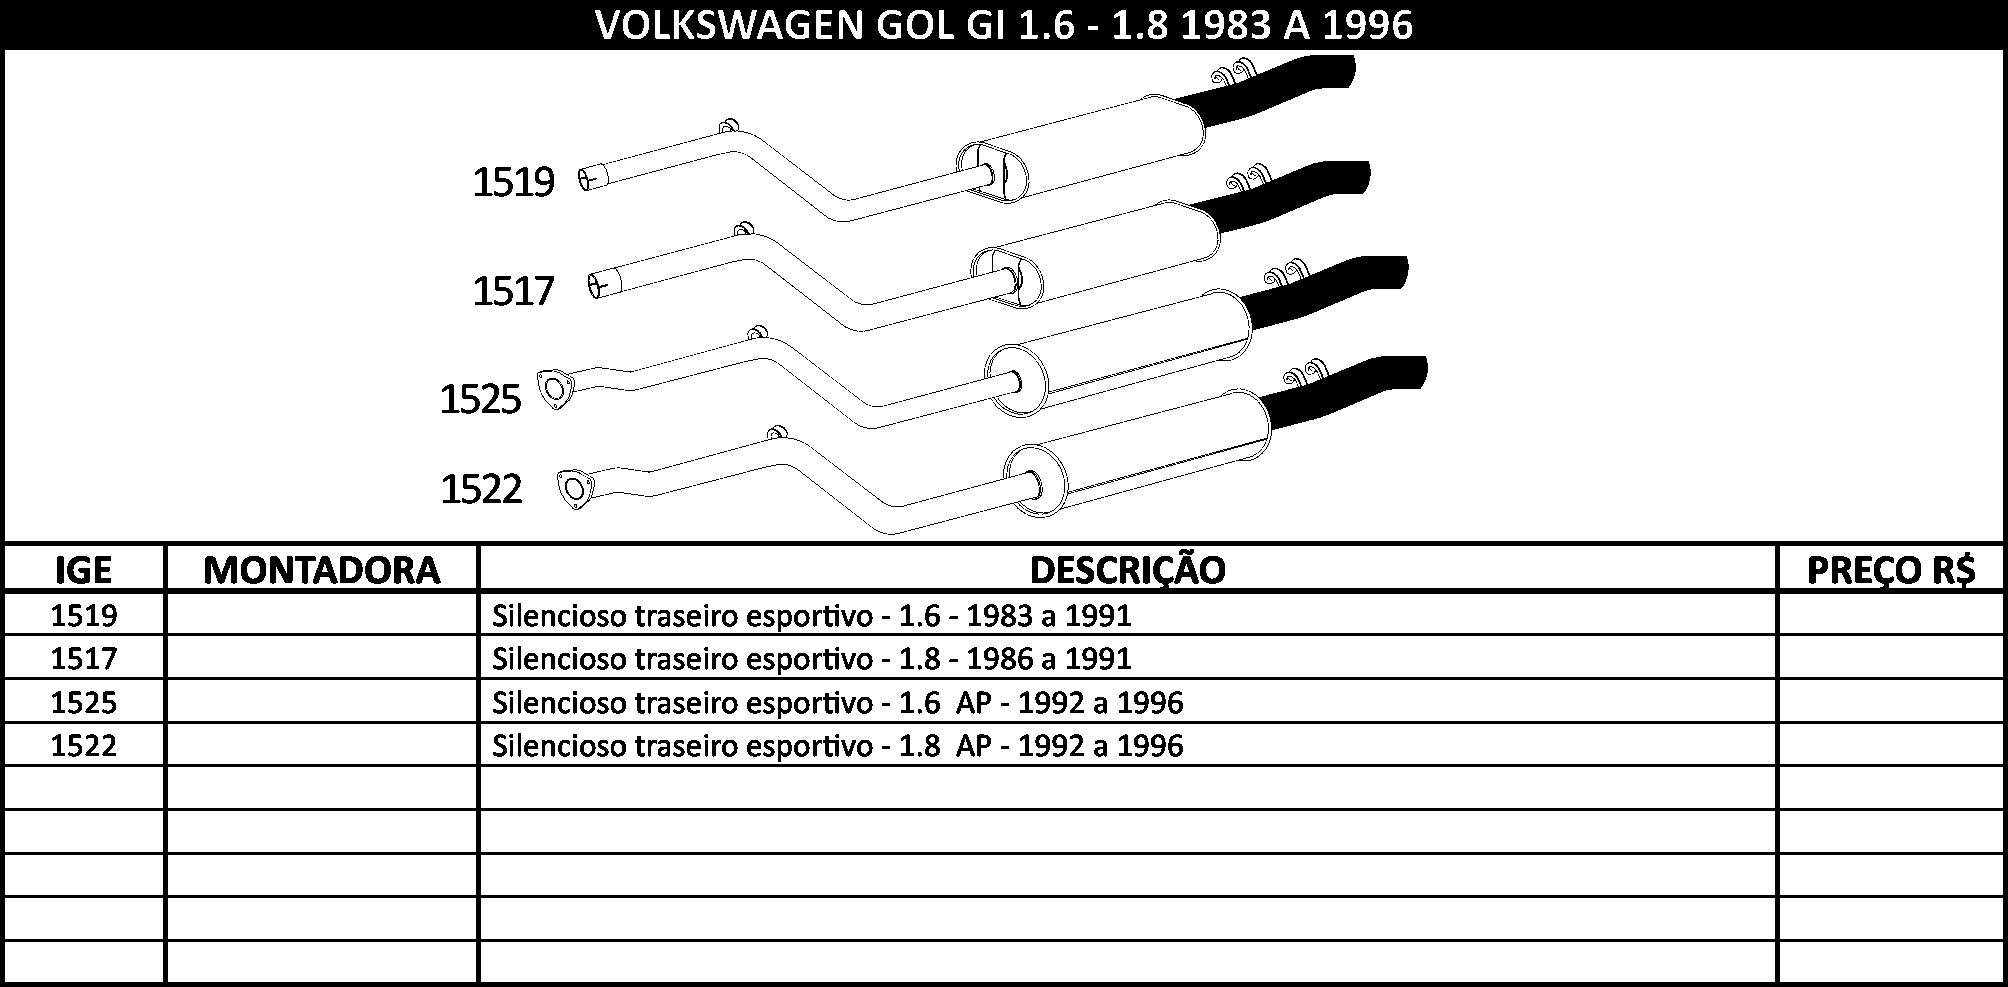 VOLKSWAGEN GOL GI 1.6 - 1.8 1983 A 1996
1519
1517
1525
1522
IGE MONTADORA DESCRIÇÃO PREÇO R$
1519 Silencioso traseiro esportivo - 1.6 - 1983 a 1991
1517 Silencioso traseiro esportivo - 1.8 - 1986 a 1991
1525 Silencioso traseiro esportivo - 1.6  AP - 1992 a 1996
1522 Silencioso traseiro esportivo - 1.8  AP - 1992 a 1996